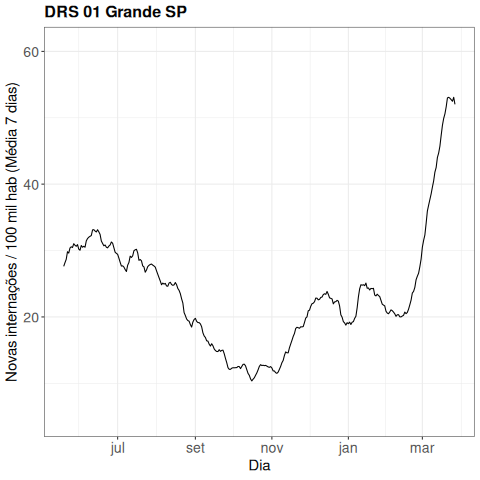 DRS 01 Grande SP
Novas internações / 100 mil hab (Média 7 dias)
60
40
20
jul
set
nov
jan
mar
Dia